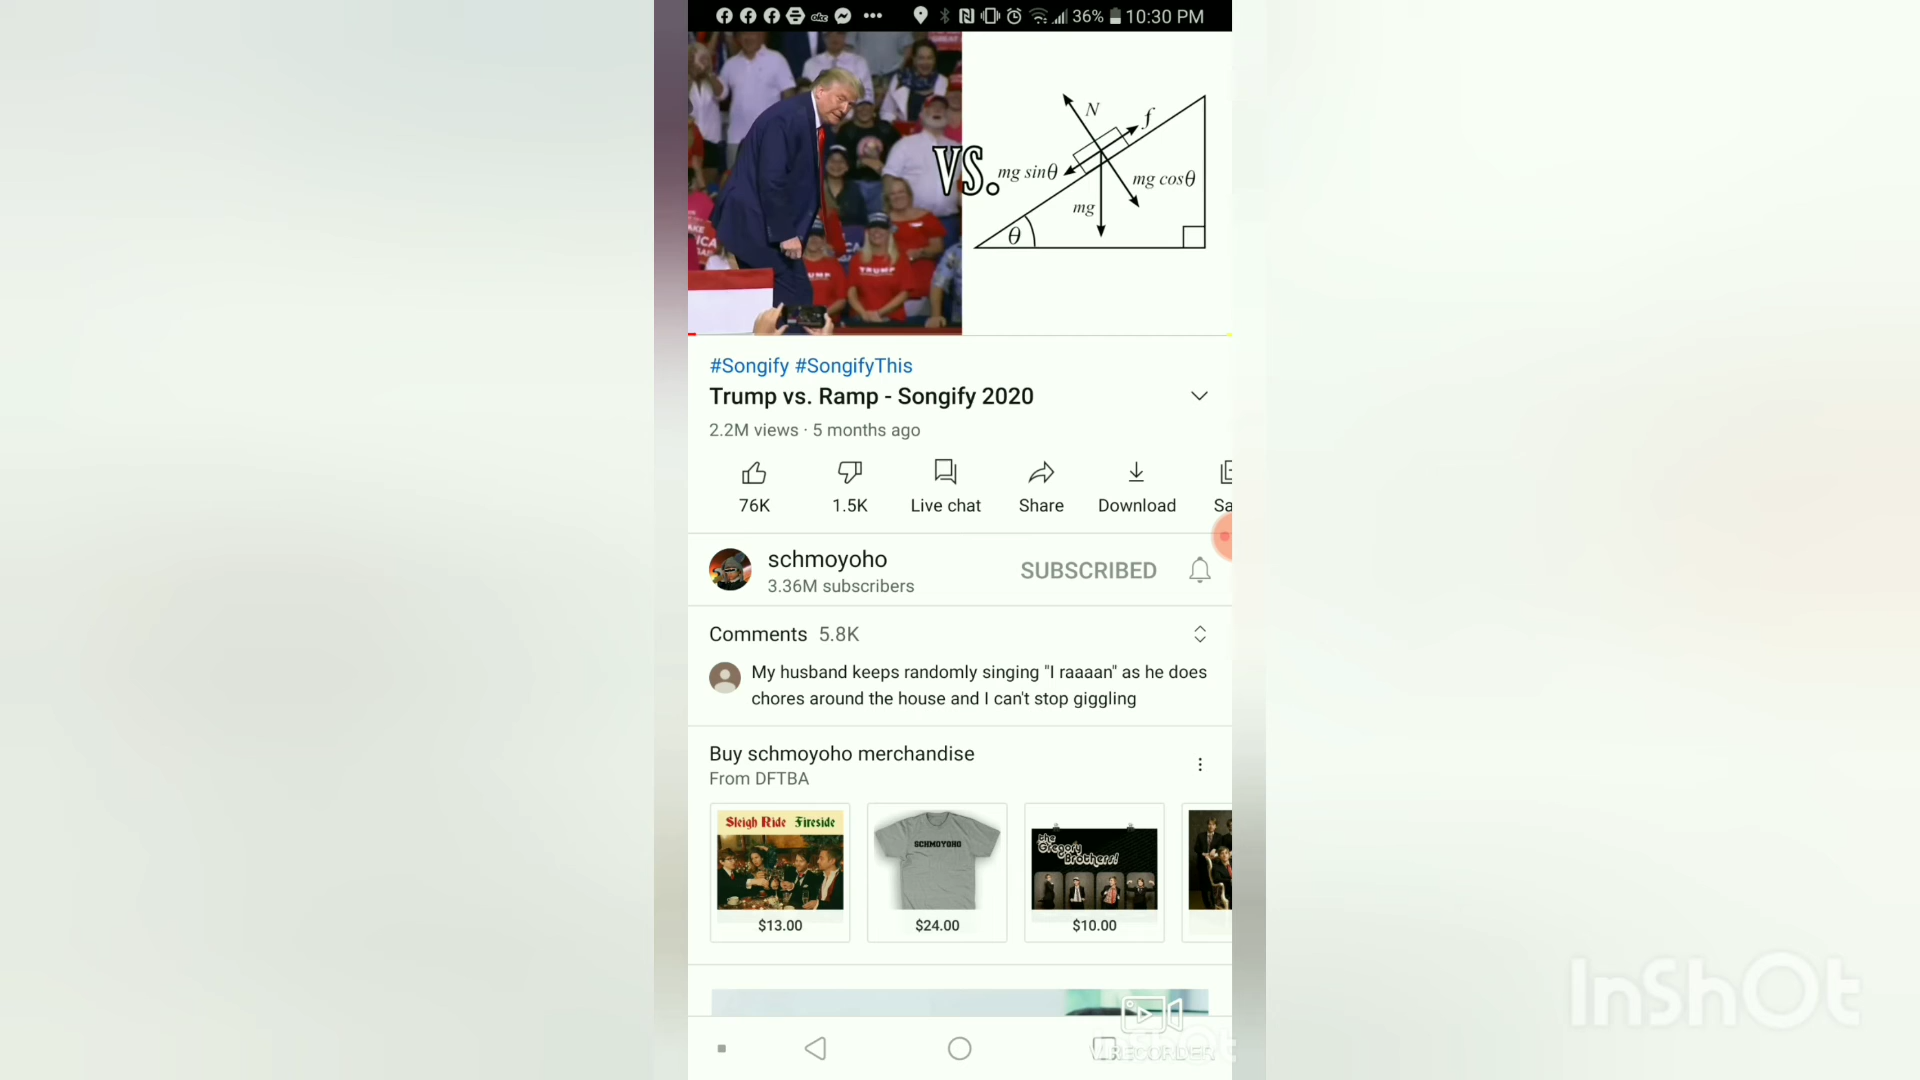 36% 10:30 PM
VS.
N
f
mg sinθ
mg cosθ
mg
θ
TRUMP
#Songify #SongifyThis
Trump vs. Ramp - Songify 2020
2.2M views · 5 months ago
76K
1.5K
Live chat
Share
Download
Sa
schmoyoho
3.36M subscribers
SUBSCRIBED
Comments 5.8K
My husband keeps randomly singing "I raaaan" as he does
chores around the house and I can't stop giggling
Buy schmoyoho merchandise
From DFTBA
Sleigh Ride Fireside
SCHMOYOHO
the
Gregory
Brothers!
$13.00
$24.00
$10.00
InShOt
VRECORDER